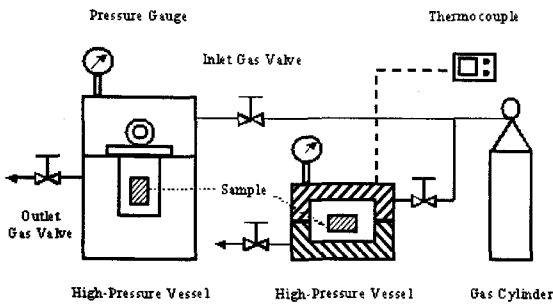 Pressure Gauge
Thermocouple
Inlet Gas Valve
Sample
Outlet
Gas Valve
High-Pressure Vessel
High-Pressure Vessel
Gas Cylinder